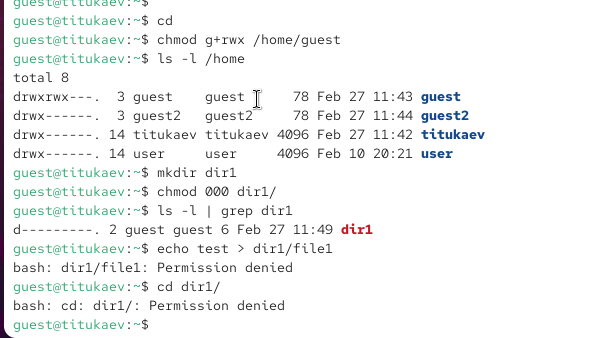 guest@titukaev:~$
guest@titukaev:~$ cd
guest@titukaev:~$ chmod g+rwx /home/guest
guest@titukaev:~$ ls -l /home
total 8
drwxrwx---.  3 guest    guest      78 Feb 27 11:43 guest
drwx------.  3 guest2   guest2     78 Feb 27 11:44 guest2
drwx------. 14 titukaev titukaev 4096 Feb 27 11:42 titukaev
drwx------. 14 user     user     4096 Feb 10 20:21 user
guest@titukaev:~$ mkdir dir1
guest@titukaev:~$ chmod 000 dir1/
guest@titukaev:~$ ls -l | grep dir1
d---------. 2 guest guest 6 Feb 27 11:49 dir1
guest@titukaev:~$ echo test > dir1/file1
bash: dir1/file1: Permission denied
guest@titukaev:~$ cd dir1/
bash: cd: dir1/: Permission denied
guest@titukaev:~$